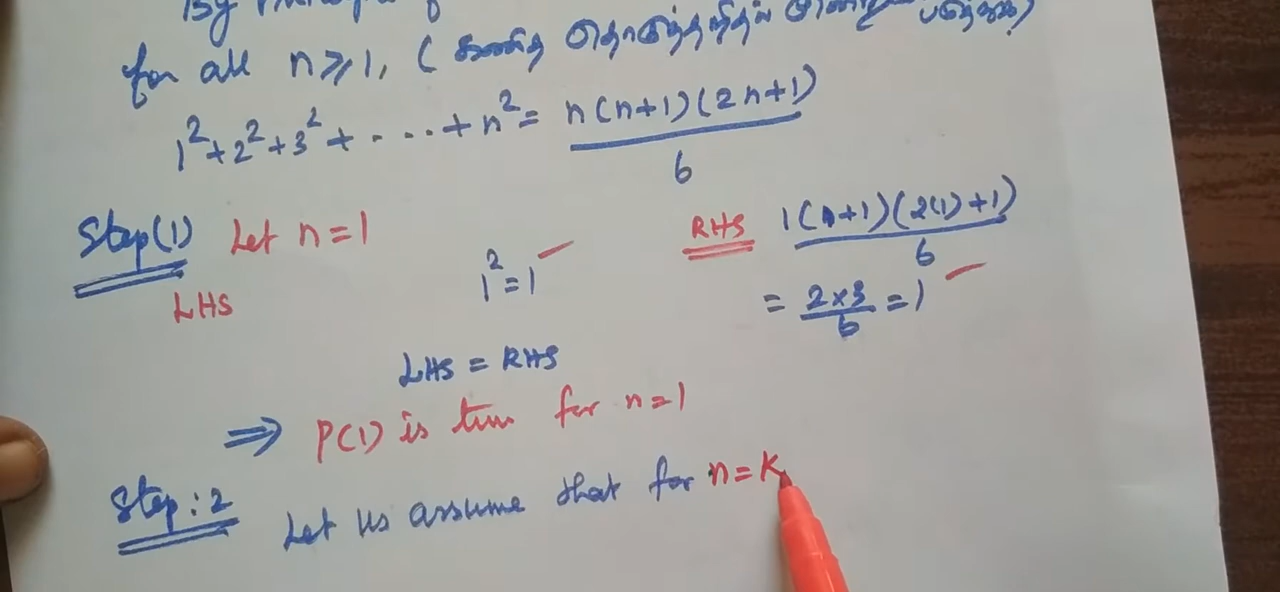 By
for all n ≥ 1, ( கணித
1² + 2² + 3² + · · · · + n² = n(n+1)(2n+1) / 6
Step(1) Let n = 1
RHS 1(1+1)(2(1)+1) / 6
LHS
1² = 1
= 2×3 / 6 = 1
LHS = RHS
⇒ P(1) is true for n = 1
Step : 2 Let us assume that for n = K